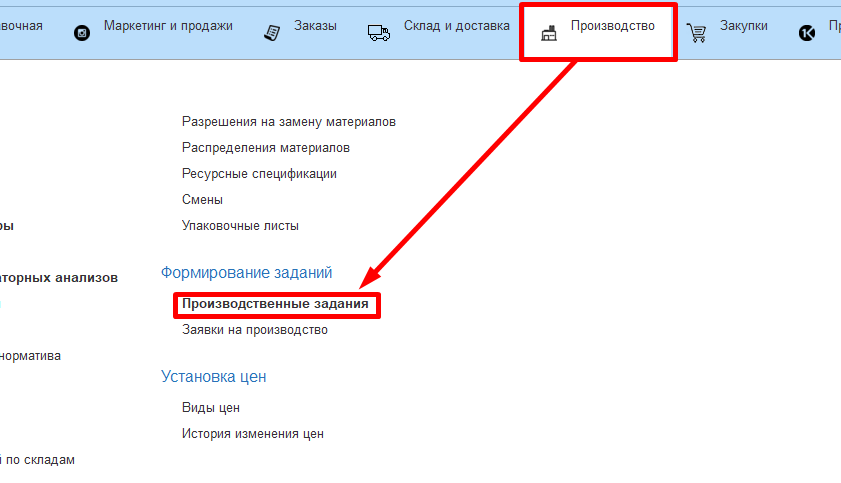 вочная Маркетинг и продажи Заказы Склад и доставка Производство Закупки Пр
Разрешения на замену материалов
Распределения материалов
Ресурсные спецификации
Смены
ры Упаковочные листы
Формирование заданий
аторных анализов
Производственные задания
Заявки на производство
норматива
Установка цен
Виды цен
История изменения цен
й по складам